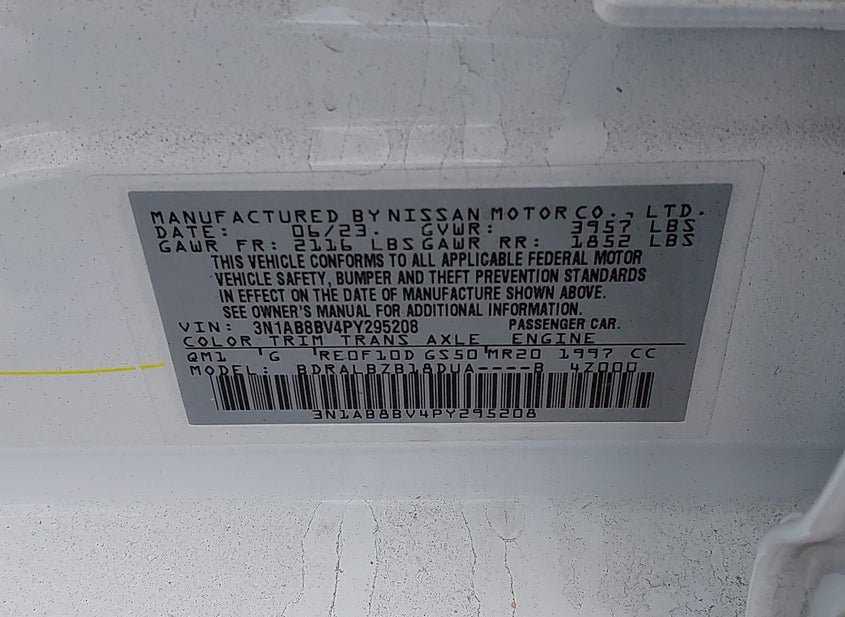 MANUFACTURED BY NISSAN MOTOR CO., LTD.
DATE: 06/23. GVWR: 3957 LBS
GAWR FR: 2116 LBS GAWR RR: 1852 LBS
THIS VEHICLE CONFORMS TO ALL APPLICABLE FEDERAL MOTOR
VEHICLE SAFETY, BUMPER AND THEFT PREVENTION STANDARDS
IN EFFECT ON THE DATE OF MANUFACTURE SHOWN ABOVE.
SEE OWNER'S MANUAL FOR ADDITIONAL INFORMATION.
VIN: 3N1AB8BV4PY295208 PASSENGER CAR.
COLOR TRIM TRANS AXLE ENGINE
QM1 G RE0F10D GS50 MR20 1997 CC
MODEL: BDRALBZB18DUA----B 4Z000
3N1AB8BV4PY295208